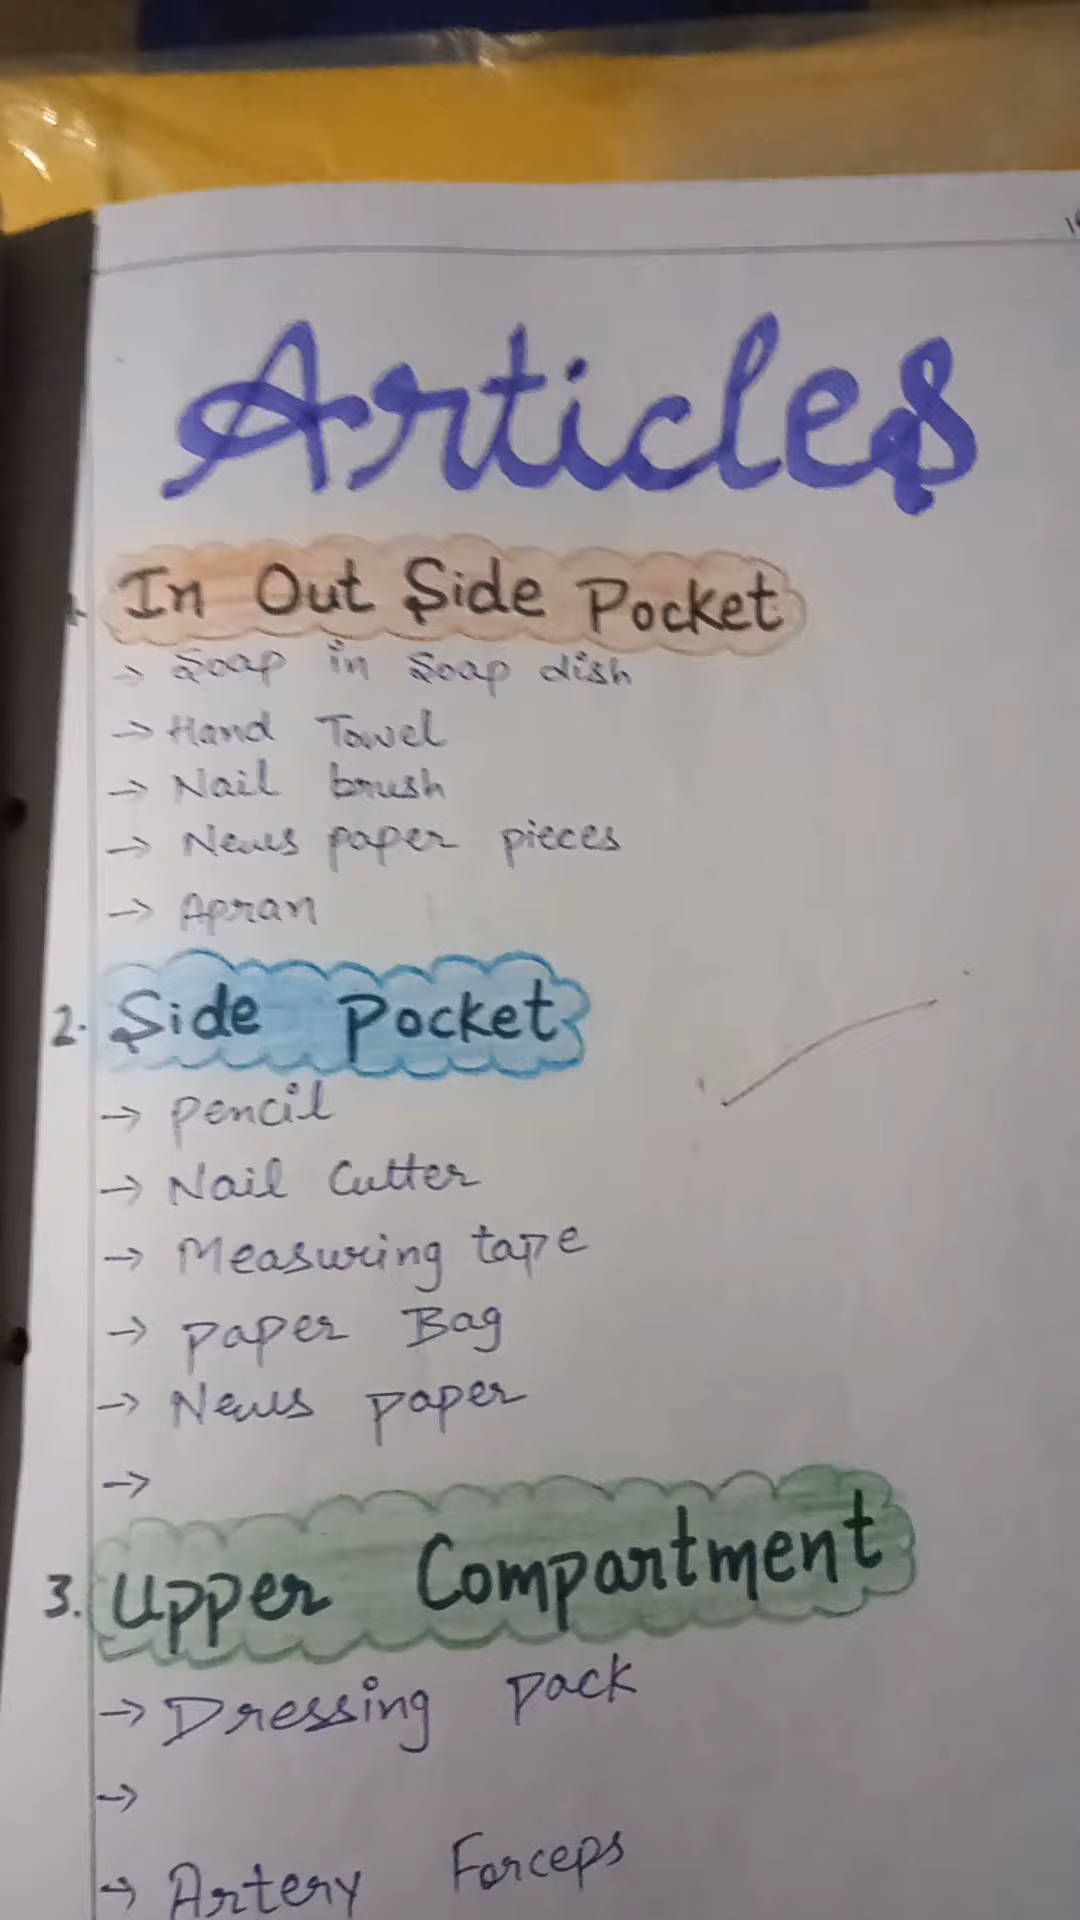 Articles
1. In Out Side Pocket
→ Soap in Soap dish
→ Hand Towel
→ Nail brush
→ News paper pieces
→ Apran
2. Side Pocket
→ pencil
→ Nail Cutter
→ Measuring tape
→ paper Bag
→ News paper
→
3. Upper Compartment
→ Dressing pack
→
→ Artery Forceps